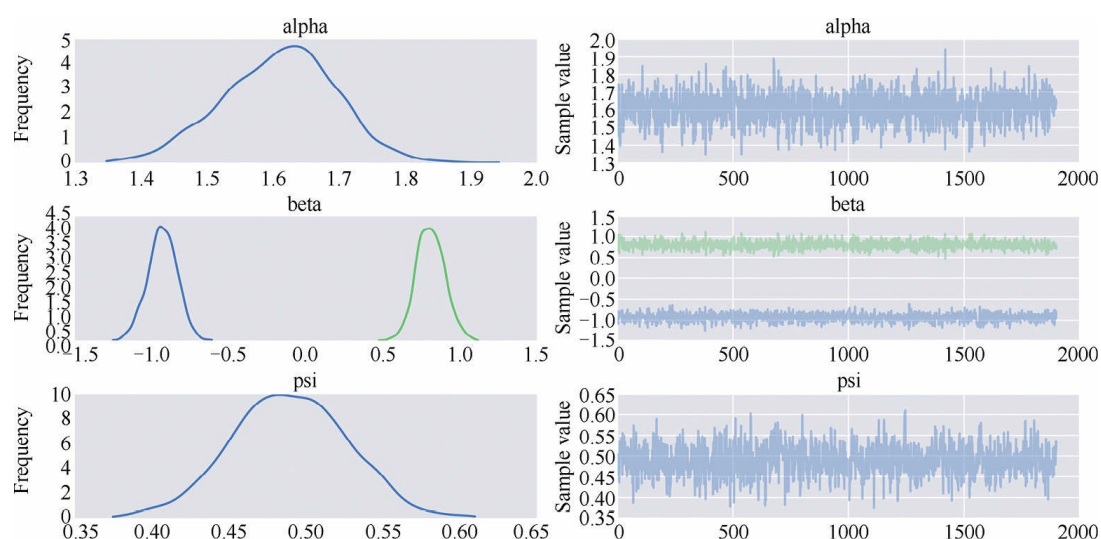 alpha
Frequency
5
4
3
2
1
0
1.3 1.4 1.5 1.6 1.7 1.8 1.9 2.0
alpha
Sample value
2.0
1.9
1.8
1.7
1.6
1.5
1.4
1.3
0 500 1000 1500 2000
beta
Frequency
4.5
4.0
3.5
3.0
2.5
2.0
1.5
1.0
0.5
0.0
−1.5 −1.0 −0.5 0.0 0.5 1.0 1.5
beta
Sample value
1.5
1.0
0.5
0.0
−0.5
−1.0
−1.5
0 500 1000 1500 2000
psi
Frequency
10
8
6
4
2
0
0.35 0.40 0.45 0.50 0.55 0.60 0.65
psi
Sample value
0.65
0.60
0.55
0.50
0.45
0.40
0.35
0 500 1000 1500 2000